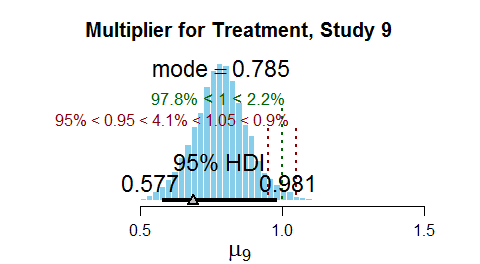 Multiplier for Treatment, Study 9
mode = 0.785
97.8% < 1 < 2.2%
95% < 0.95 < 4.1% < 1.05 < 0.9%
95% HDI
0.577 0.981
0.5 1.0 1.5
μ9